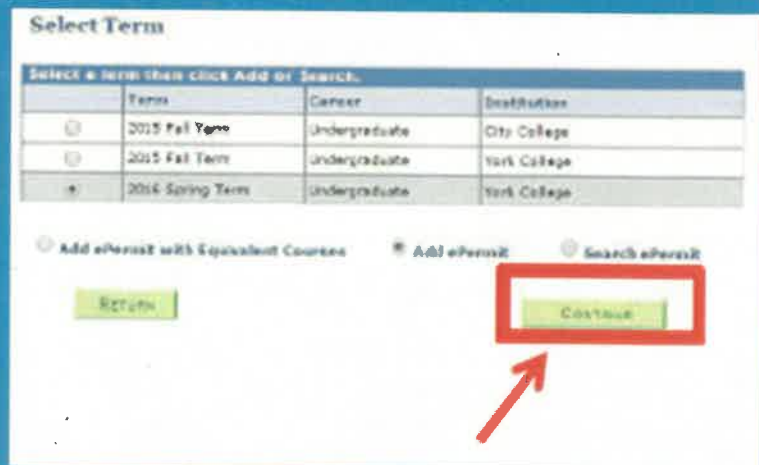 Select Term
Select a term then click Add or Search.
Term Career Institution
2015 Fall Term Undergraduate City College
2015 Fall Term Undergraduate York College
2016 Spring Term Undergraduate York College
Add ePermit with Equivalent Courses Add ePermit Search ePermit
RETURN CONTINUE